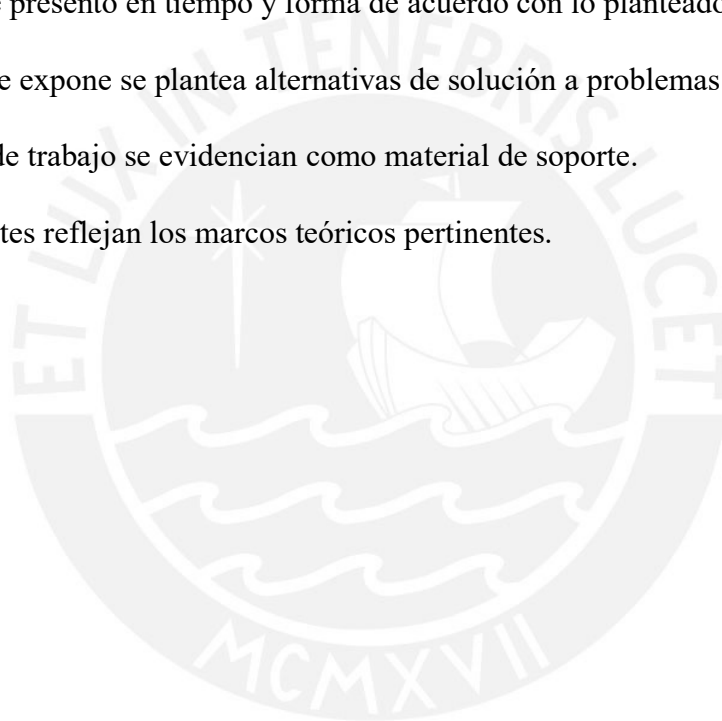 presentó en tiempo y forma de acuerdo con lo planteado
e expone se plantea alternativas de solución a problemas
de trabajo se evidencian como material de soporte.
tes reflejan los marcos teóricos pertinentes.
ET LUX IN TENEBRIS LUCET
MCMXVII